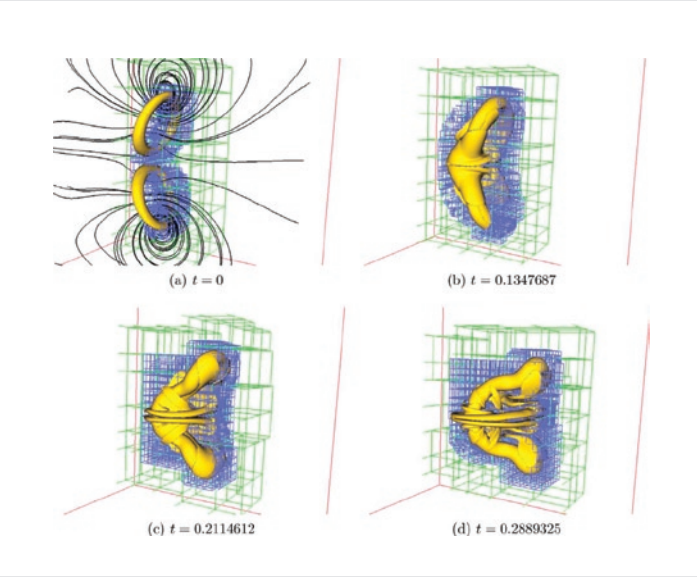 (a) t = 0
(b) t = 0.1347687
(c) t = 0.2114612
(d) t = 0.2889325